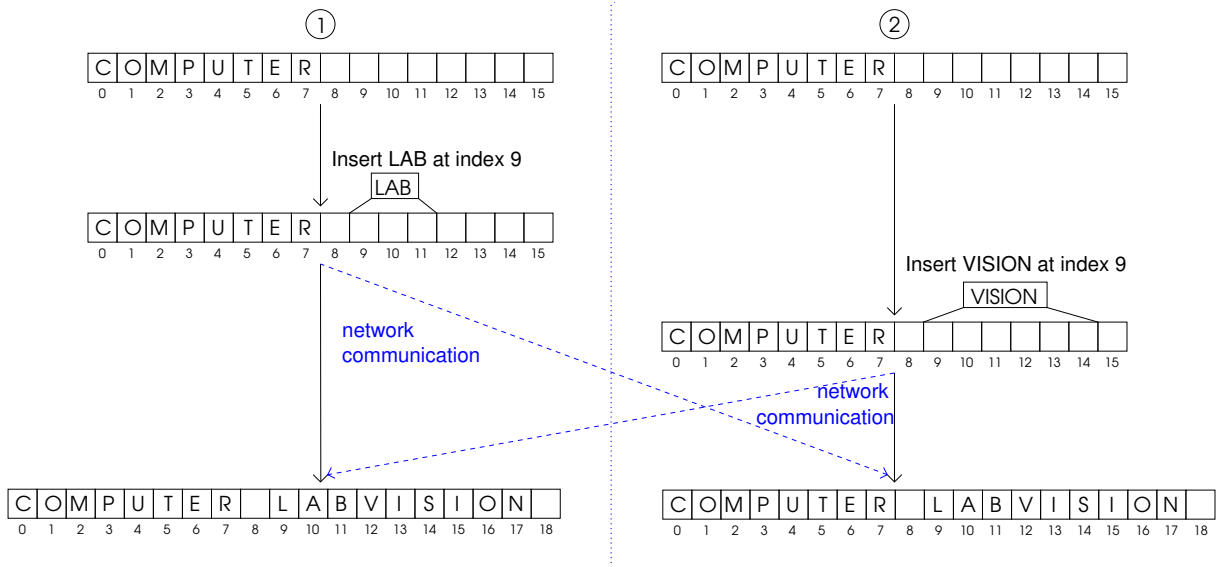 1
2
C O M P U T E R
0 1 2 3 4 5 6 7 8 9 10 11 12 13 14 15
C O M P U T E R
0 1 2 3 4 5 6 7 8 9 10 11 12 13 14 15
Insert LAB at index 9
LAB
C O M P U T E R
0 1 2 3 4 5 6 7 8 9 10 11 12 13 14 15
Insert VISION at index 9
VISION
C O M P U T E R
0 1 2 3 4 5 6 7 8 9 10 11 12 13 14 15
network
communication
network
communication
C O M P U T E R L A B V I S I O N
0 1 2 3 4 5 6 7 8 9 10 11 12 13 14 15 16 17 18
C O M P U T E R L A B V I S I O N
0 1 2 3 4 5 6 7 8 9 10 11 12 13 14 15 16 17 18